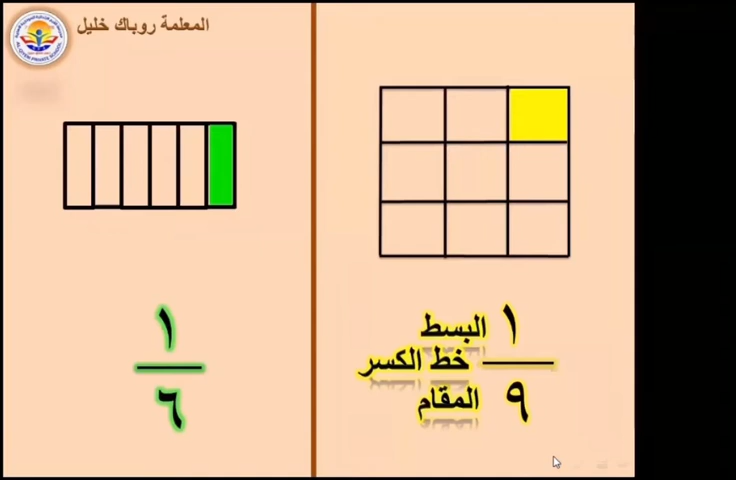 المعلمة روباك خليل
١ البسط
خط الكسر
٩ المقام
١
٦